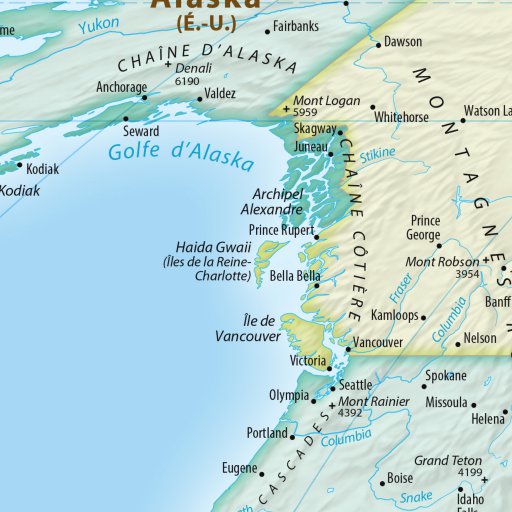 Alaska
(É.-U.)
Yukon
Fairbanks
Dawson
CHAÎNE D'ALASKA
Denali
6190
Anchorage
Valdez
Mont Logan
5959
Whitehorse
Watson La
Seward
Skagway
Juneau
Stikine
Golfe d'Alaska
Kodiak
Kodiak
MONTAGNES
CHAÎNE CÔTIÈRE
Archipel
Alexandre
Prince Rupert
Prince
George
Haida Gwaii
(Îles de la Reine-
Charlotte)
Mont Robson
3954
Bella Bella
Fraser
Banff
Île de
Vancouver
Kamloops
Columbia
Vancouver
Nelson
Victoria
Seattle
Spokane
Olympia
Mont Rainier
4392
Missoula
Helena
Portland
Columbia
CASCADES
Eugene
Grand Teton
4199
Boise
Snake
Idaho
Falls